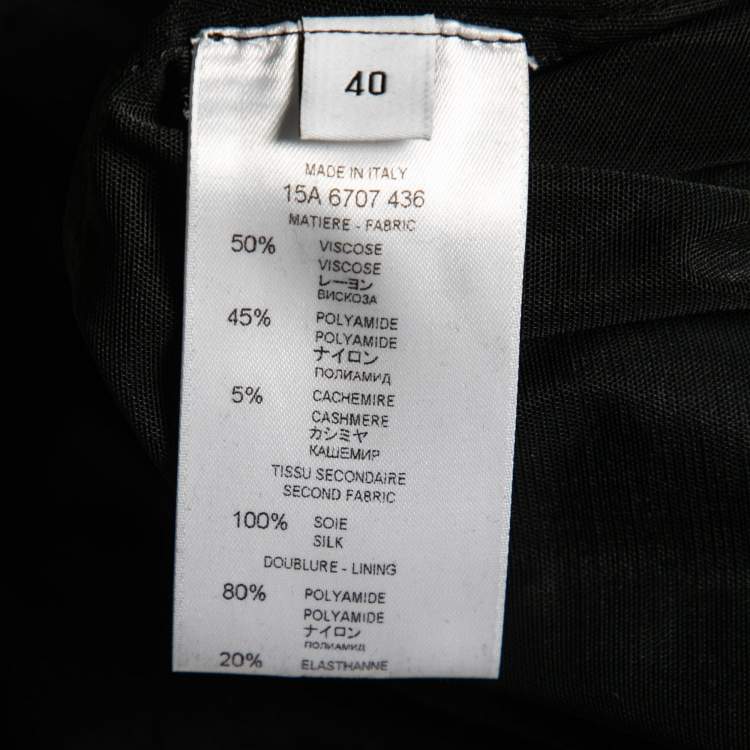 40
MADE IN ITALY
15A 6707 436
MATIERE - FABRIC
50% VISCOSE
VISCOSE
レーヨン
ВИСКОЗА
45% POLYAMIDE
POLYAMIDE
ナイロン
ПОЛИАМИД
5% CACHEMIRE
CASHMERE
カシミヤ
КАШЕМИР
TISSU SECONDAIRE
SECOND FABRIC
100% SOIE
SILK
DOUBLURE - LINING
80% POLYAMIDE
POLYAMIDE
ナイロン
ПОЛИАМИД
20% ELASTHANNE